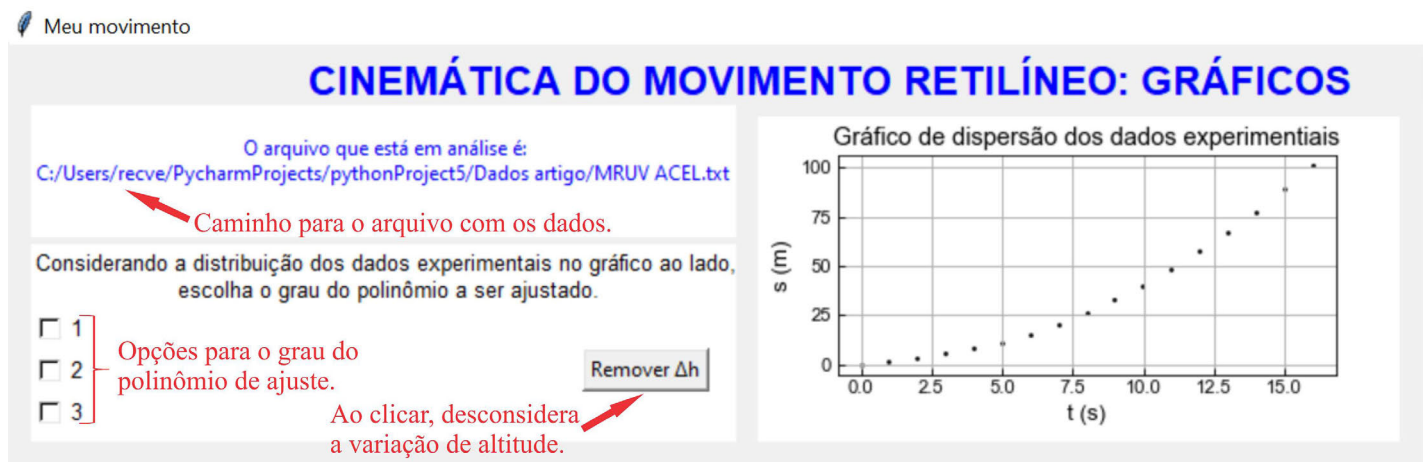 Meu movimento
CINEMÁTICA DO MOVIMENTO RETILÍNEO: GRÁFICOS
O arquivo que está em análise é:
C:/Users/recve/PycharmProjects/pythonProject5/Dados artigo/MRUV ACEL.txt
Caminho para o arquivo com os dados.
Considerando a distribuição dos dados experimentais no gráfico ao lado,
escolha o grau do polinômio a ser ajustado.
1
2
3
Opções para o grau do
polinômio de ajuste.
Remover Δh
Ao clicar, desconsidera
a variação de altitude.
Gráfico de dispersão dos dados experimentiais
100
75
50
25
0
s (m)
0.0 2.5 5.0 7.5 10.0 12.5 15.0
t (s)